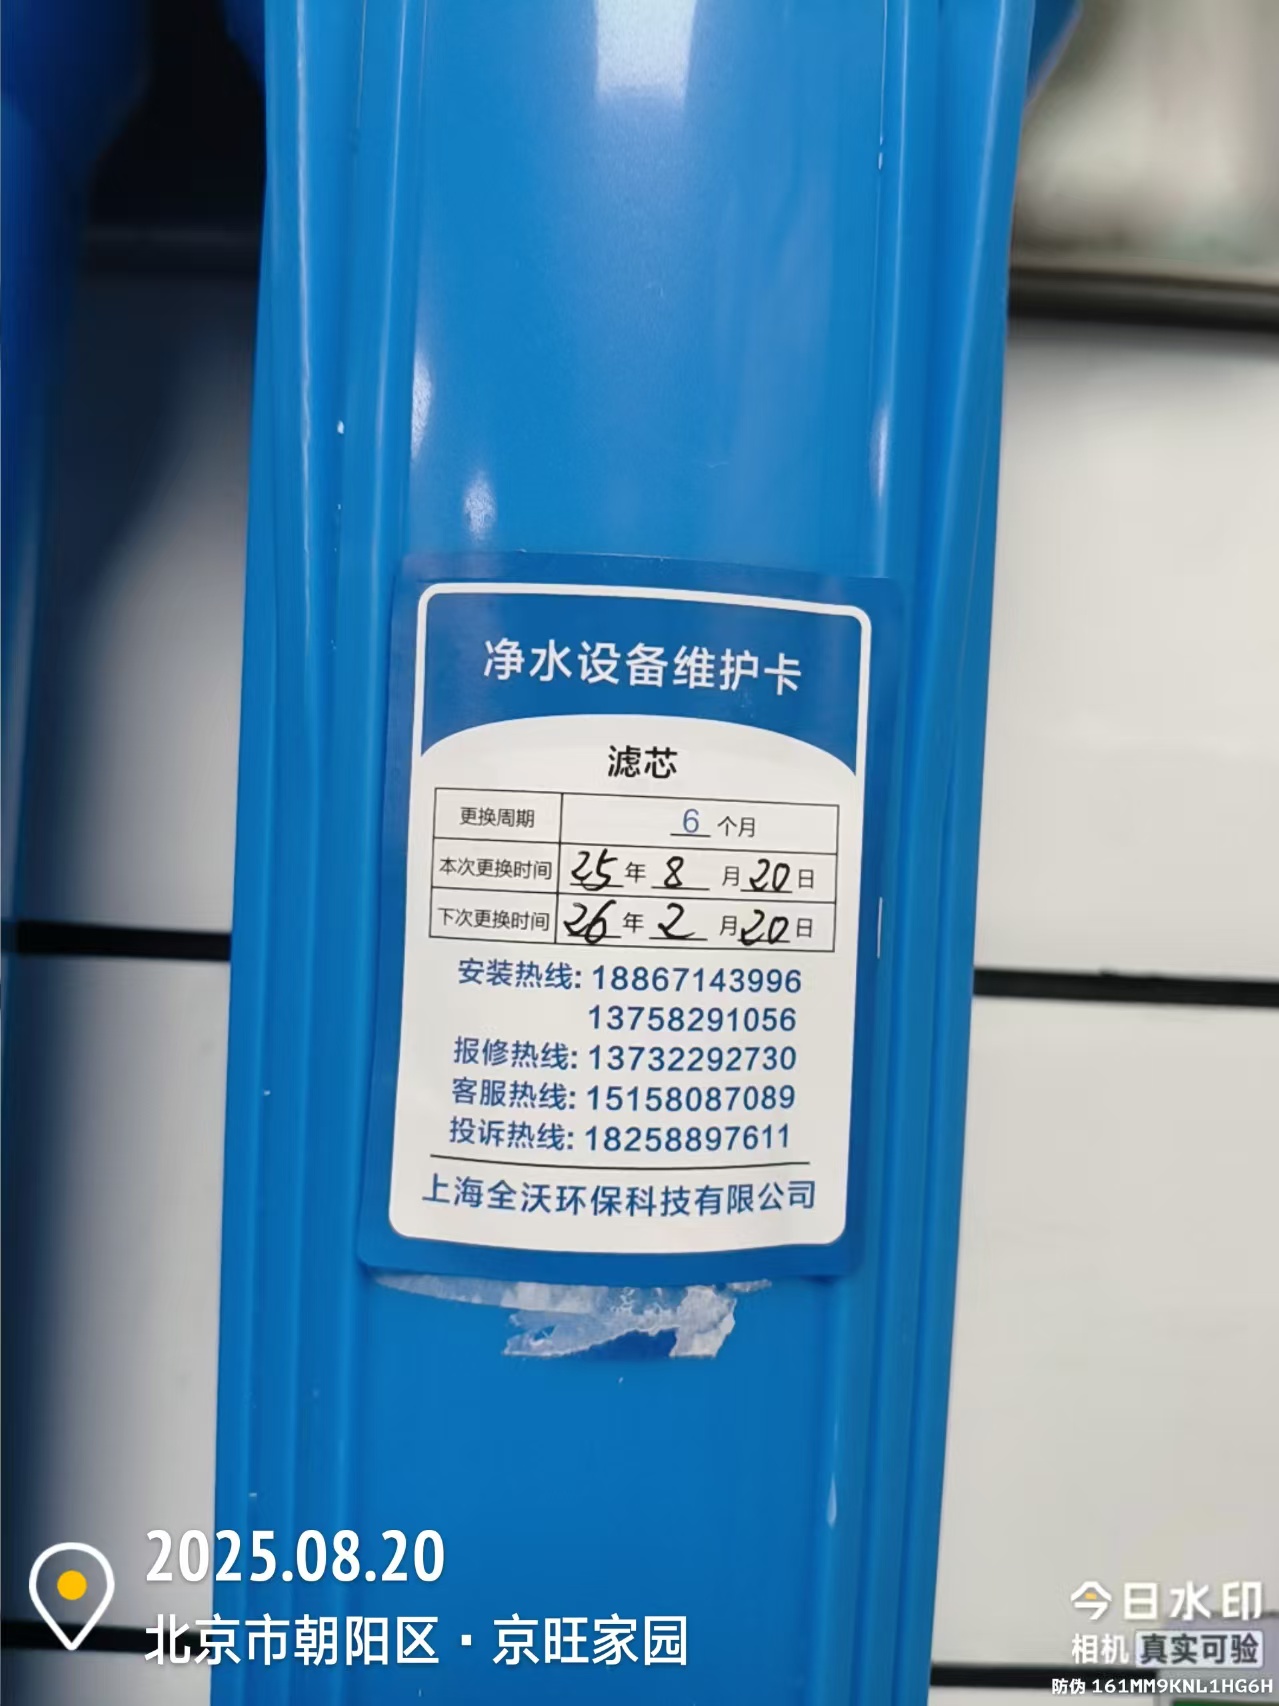 净水设备维护卡
滤芯
更换周期 6 个月
本次更换时间 25 年 8 月 20 日
下次更换时间 26 年 2 月 20 日
安装热线: 18867143996
13758291056
报修热线: 13732292730
客服热线: 15158087089
投诉热线: 18258897611
上海全沃环保科技有限公司
2025.08.20
北京市朝阳区·京旺家园
今日水印
相机 真实可验
防伪 161MM9KNL1HG6H